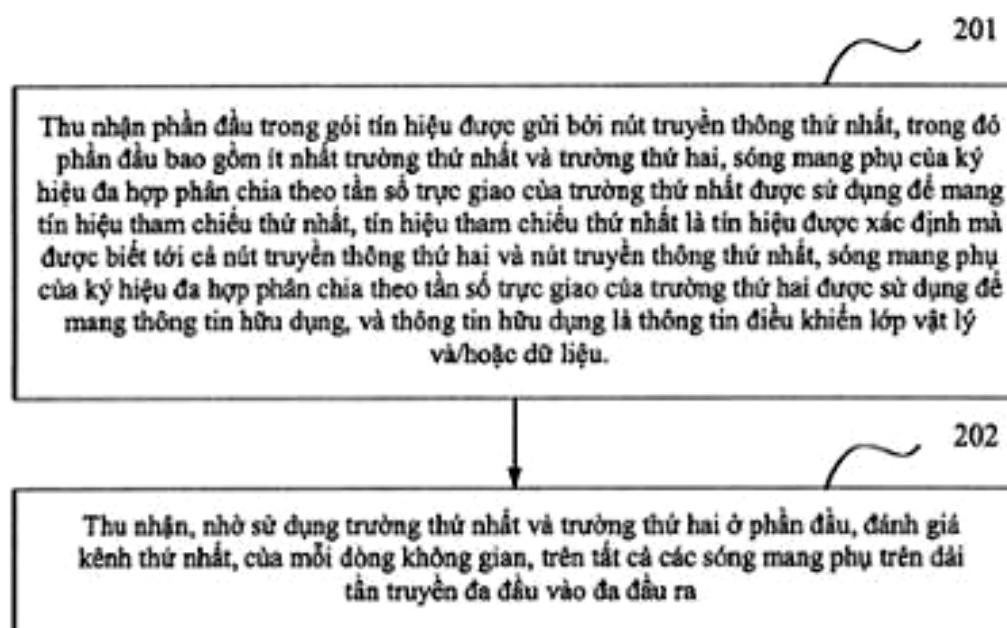 201
Thu nhận phần đầu trong gói tín hiệu được gửi bởi nút truyền thông thứ nhất, trong đó
phần đầu bao gồm ít nhất trường thứ nhất và trường thứ hai, sóng mang phụ của ký
hiệu đa hợp phân chia theo tần số trực giao của trường thứ nhất được sử dụng để mang
tín hiệu tham chiếu thứ nhất, tín hiệu tham chiếu thứ nhất là tín hiệu được xác định mà
được biết tới cả nút truyền thông thứ hai và nút truyền thông thứ nhất, sóng mang phụ
của ký hiệu đa hợp phân chia theo tần số trực giao của trường thứ hai được sử dụng để
mang thông tin hữu dụng, và thông tin hữu dụng là thông tin điều khiển lớp vật lý
và/hoặc dữ liệu.
202
Thu nhận, nhờ sử dụng trường thứ nhất và trường thứ hai ở phần đầu, đánh giá
kênh thứ nhất, của mỗi dòng không gian, trên tất cả các sóng mang phụ trên dải
tần truyền đa đầu vào đa đầu ra